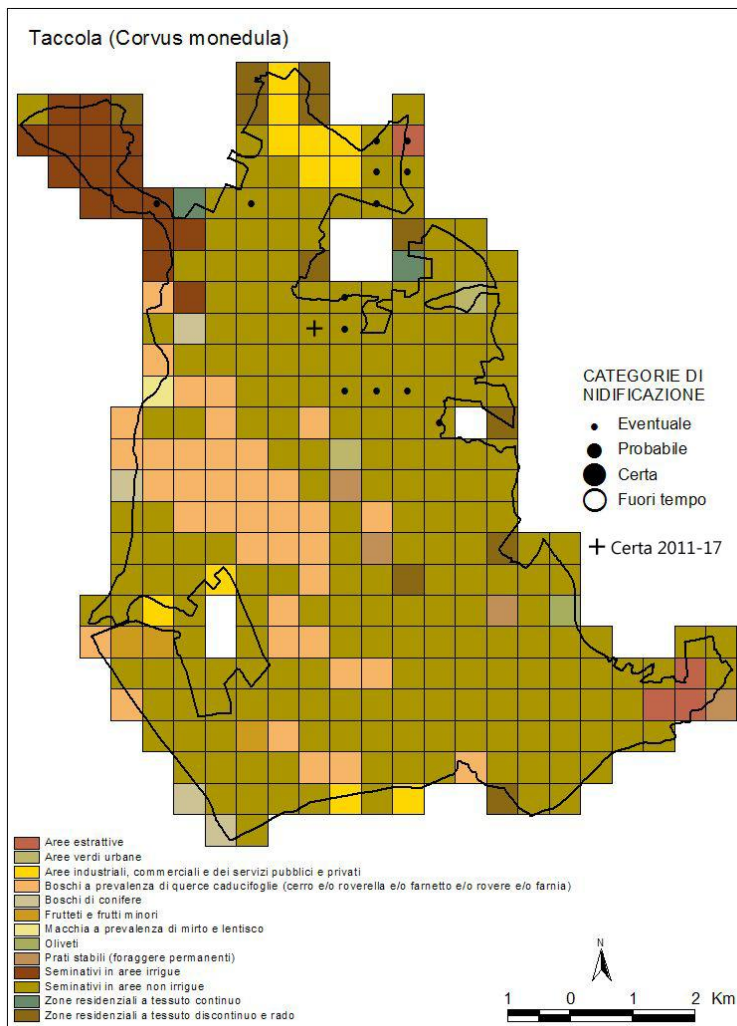 Taccola (Corvus monedula)
CATEGORIE DI
NIDIFICAZIONE
Eventuale
Probabile
Certa
Fuori tempo
Certa 2011-17
Aree estrattive
Aree verdi urbane
Aree industriali, commerciali e dei servizi pubblici e privati
Boschi a prevalenza di querce caducifoglie (cerro e/o roverella e/o farnetto e/o rovere e/o farnia)
Boschi di conifere
Frutteti e frutti minori
Macchia a prevalenza di mirto e lentisco
Oliveti
Prati stabili (foraggere permanenti)
Seminativi in aree irrigue
Seminativi in aree non irrigue
Zone residenziali a tessuto continuo
Zone residenziali a tessuto discontinuo e rado
N
1 0 1 2 Km